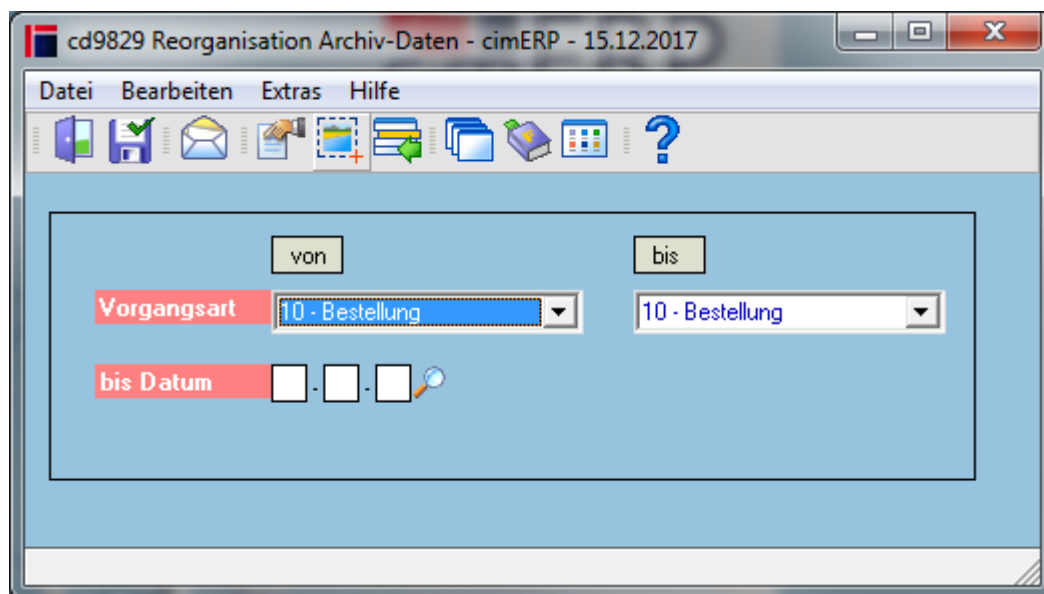 cd9829 Reorganisation Archiv-Daten - cimERP - 15.12.2017
Datei Bearbeiten Extras Hilfe
von bis
Vorgangsart 10 - Bestellung 10 - Bestellung
bis Datum . .